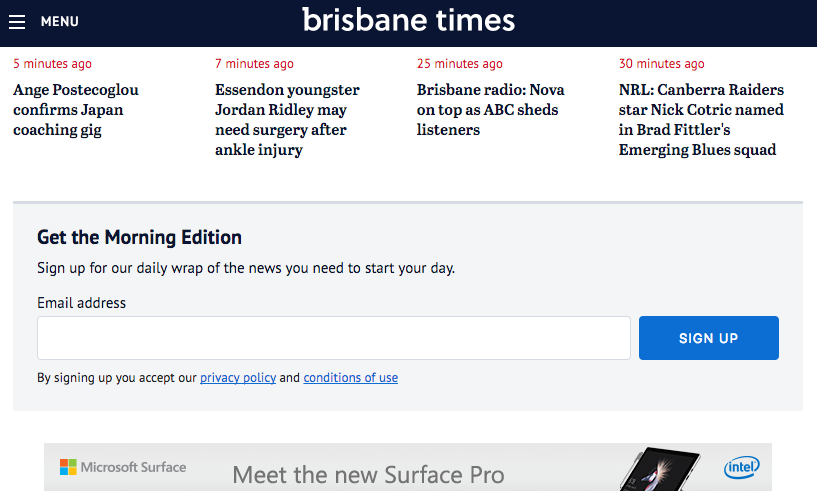 MENU
brisbane times
5 minutes ago
Ange Postecoglou
confirms Japan
coaching gig
7 minutes ago
Essendon youngster
Jordan Ridley may
need surgery after
ankle injury
25 minutes ago
Brisbane radio: Nova
on top as ABC sheds
listeners
30 minutes ago
NRL: Canberra Raiders
star Nick Cotric named
in Brad Fittler's
Emerging Blues squad
Get the Morning Edition
Sign up for our daily wrap of the news you need to start your day.
Email address
SIGN UP
By signing up you accept our privacy policy and conditions of use
Microsoft Surface
Meet the new Surface Pro
intel